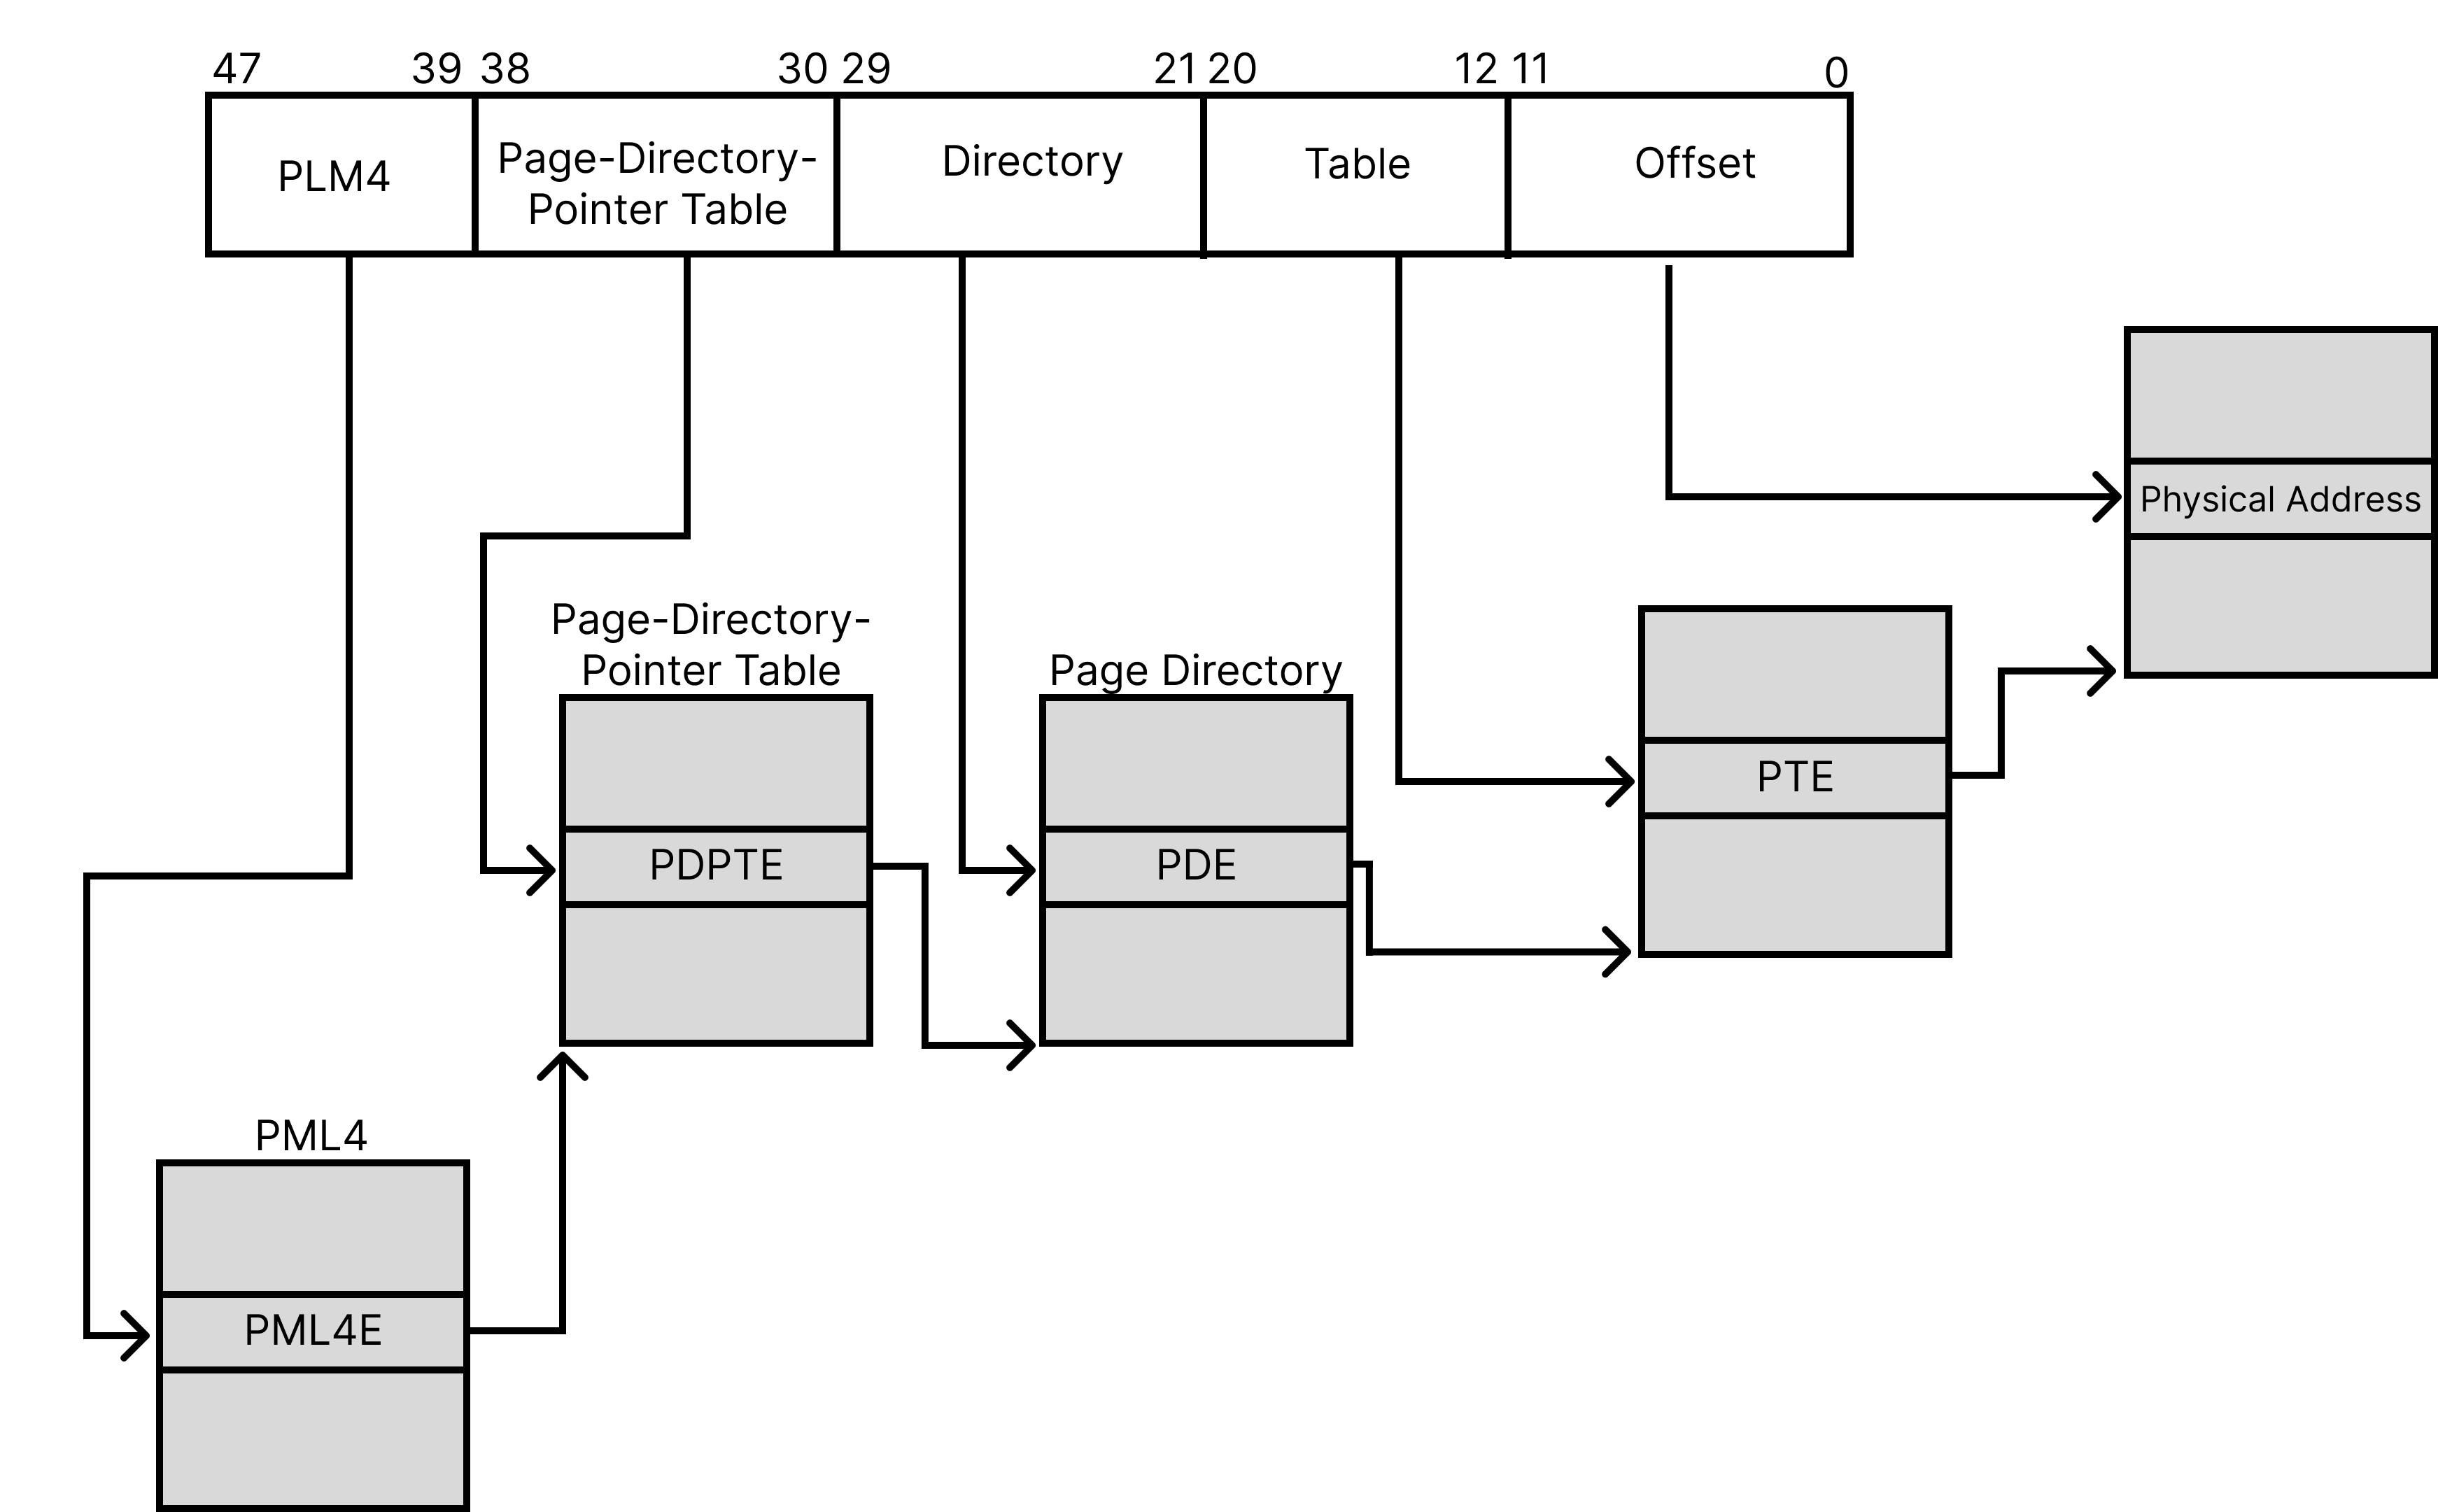 47 39 38 30 29 21 20 12 11 0
PLM4
Page-Directory-
Pointer Table
Directory
Table
Offset
Physical Address
Page-Directory-
Pointer Table
Page Directory
PTE
PDPTE
PDE
PML4
PML4E